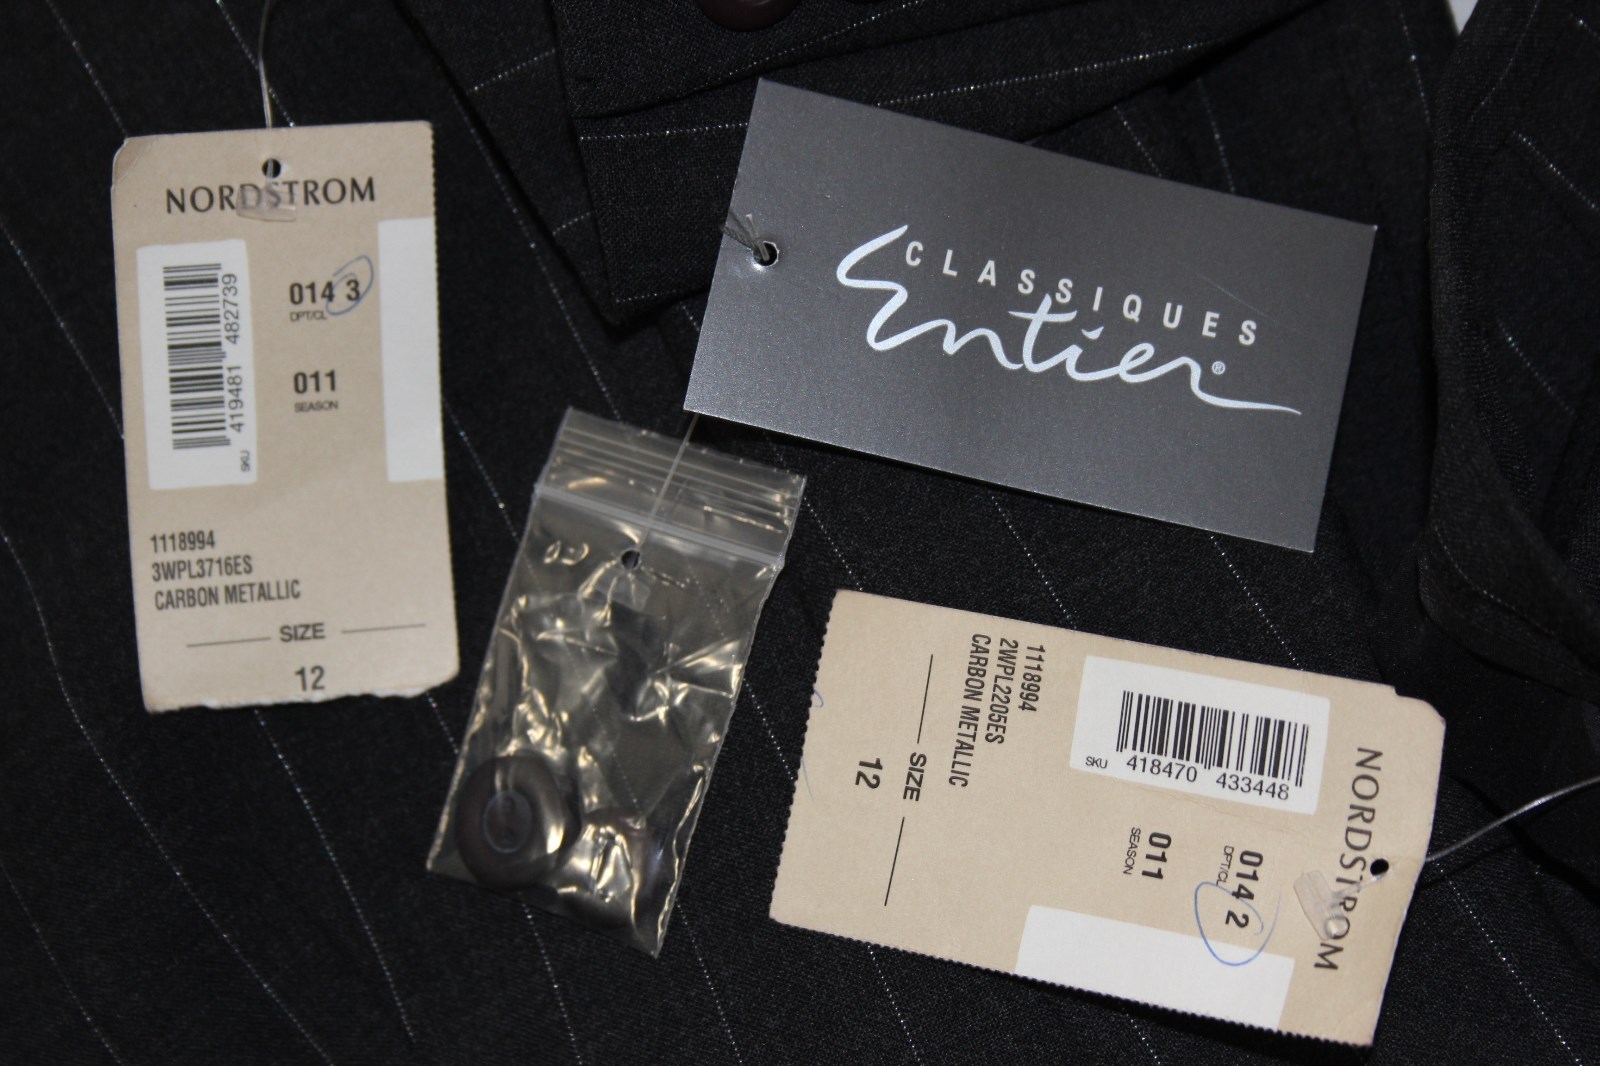 NORDSTROM
014 3
DPT/CL
011
SEASON
SKU 419481 482739
1118994
3WPL3716ES
CARBON METALLIC
SIZE
12
CLASSIQUES
Entier®
NORDSTROM
014 2
DPT/CL
011
SEASON
SKU 418470 433448
1118994
2WPL2205ES
CARBON METALLIC
SIZE
12